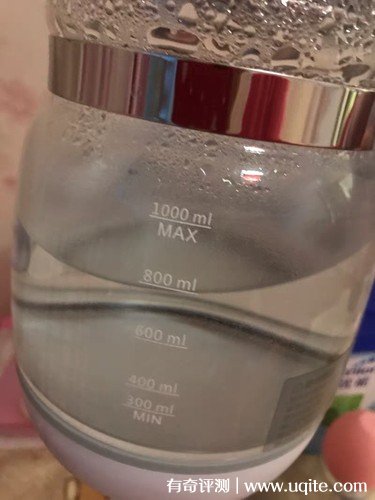 1000 ml
MAX
800 ml
600 ml
400 ml
300 ml
MIN
有奇评测 | www.uqite.com